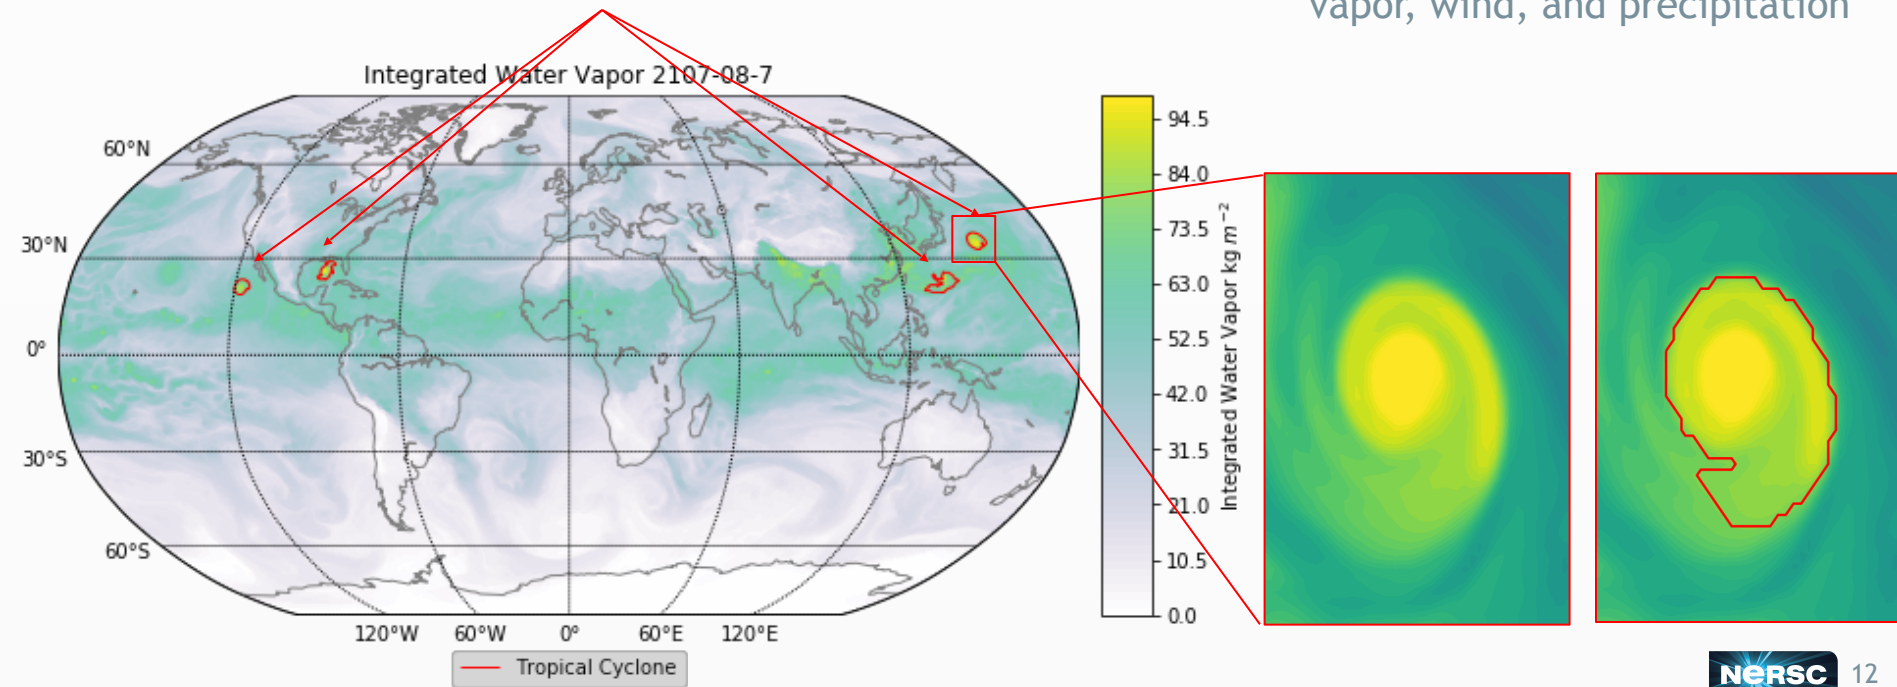 vapor, wind, and precipitation
Integrated Water Vapor 2107-08-7
60°N
30°N
0°
30°S
60°S
120°W 60°W 0° 60°E 120°E
Tropical Cyclone
94.5
84.0
73.5
63.0
52.5
42.0
31.5
21.0
10.5
0.0
Integrated Water Vapor kg m⁻²
NERSC 12